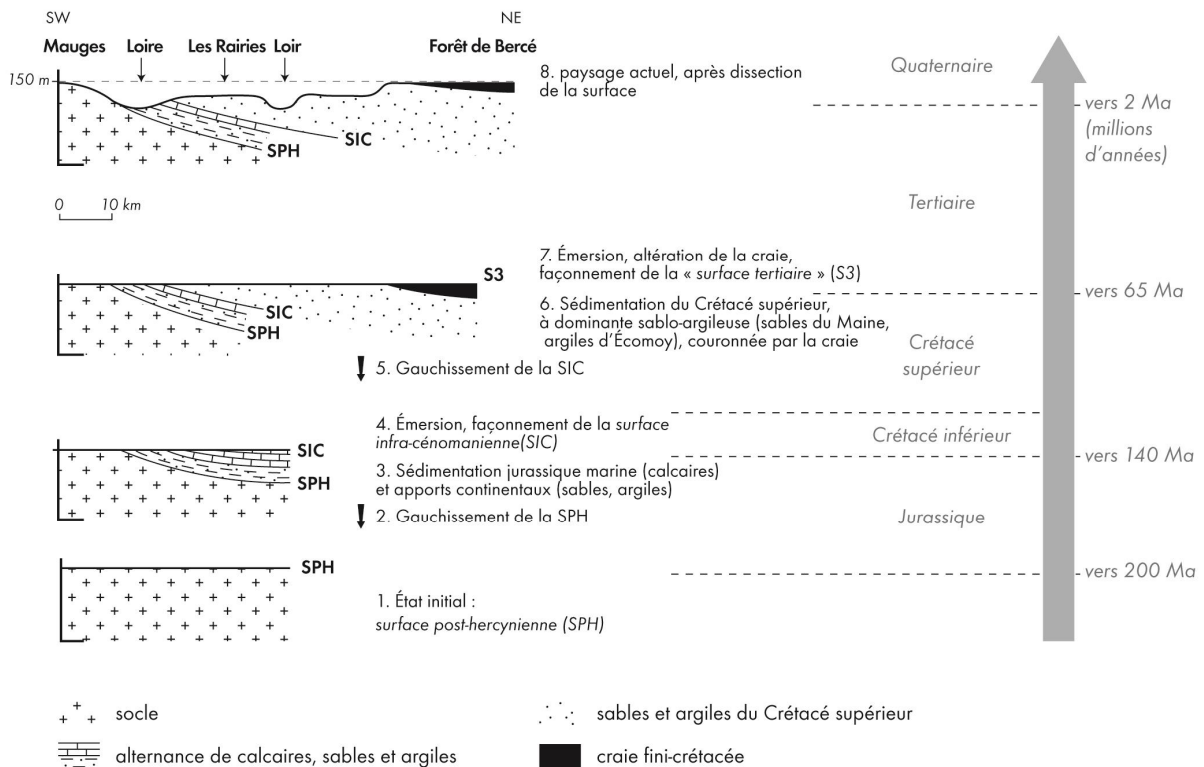 SW
NE
Mauges Loire Les Rairies Loir Forêt de Bercé
150 m
8. paysage actuel, après dissection
de la surface
SIC
SPH
0 10 km
Quaternaire
vers 2 Ma
(millions
d'années)
Tertiaire
S3
SIC
SPH
7. Émersion, altération de la craie,
façonnement de la « surface tertiaire » (S3)
6. Sédimentation du Crétacé supérieur,
à dominante sablo-argileuse (sables du Maine,
argiles d'Écomoy), couronnée par la craie
vers 65 Ma
Crétacé
supérieur
5. Gauchissement de la SIC
4. Émersion, façonnement de la surface
infra-cénomanienne(SIC)
Crétacé inférieur
SIC
SPH
3. Sédimentation jurassique marine (calcaires)
et apports continentaux (sables, argiles)
vers 140 Ma
2. Gauchissement de la SPH
Jurassique
SPH
vers 200 Ma
1. État initial :
surface post-hercynienne (SPH)
socle
sables et argiles du Crétacé supérieur
alternance de calcaires, sables et argiles
craie fini-crétacée